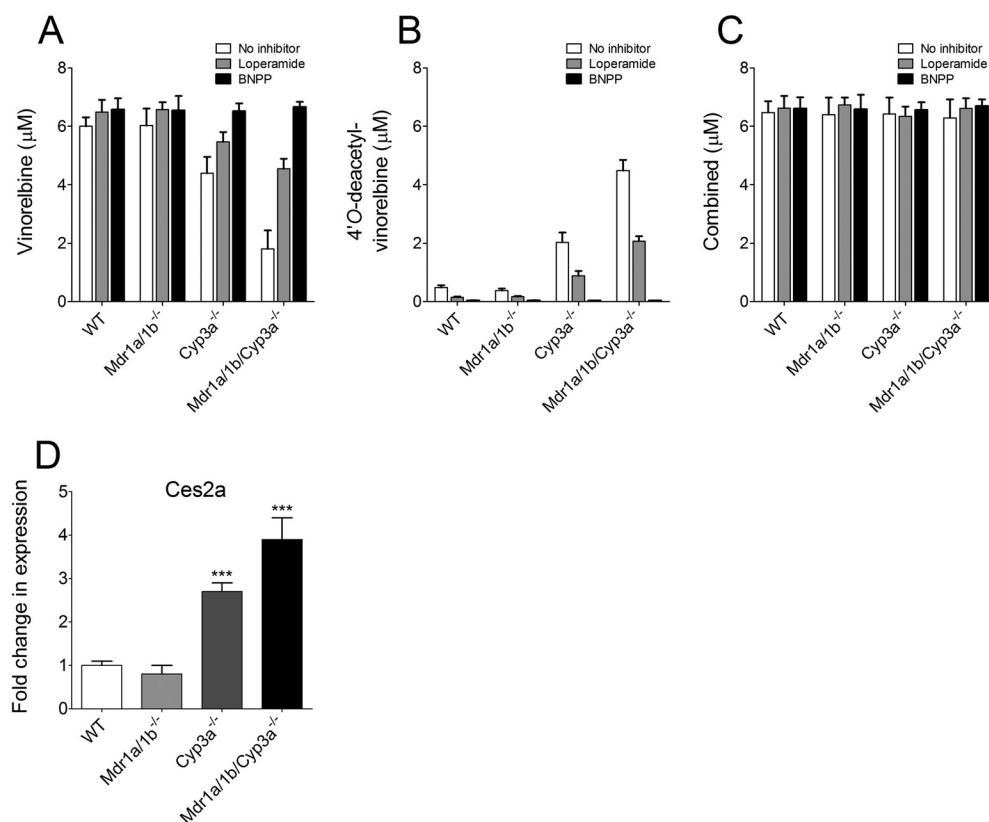 A
No inhibitor
Loperamide
BNPP
Vinorelbine (μM)
8
6
4
2
0
WT
Mdr1a/1b-/-
Cyp3a-/-
Mdr1a/1b/Cyp3a-/-
B
No inhibitor
Loperamide
BNPP
4'O-deacetyl-
vinorelbine (μM)
8
6
4
2
0
WT
Mdr1a/1b-/-
Cyp3a-/-
Mdr1a/1b/Cyp3a-/-
C
No inhibitor
Loperamide
BNPP
Combined (μM)
8
6
4
2
0
WT
Mdr1a/1b-/-
Cyp3a-/-
Mdr1a/1b/Cyp3a-/-
D
Ces2a
Fold change in expression
5
4
3
2
1
0
***
***
WT
Mdr1a/1b-/-
Cyp3a-/-
Mdr1a/1b/Cyp3a-/-